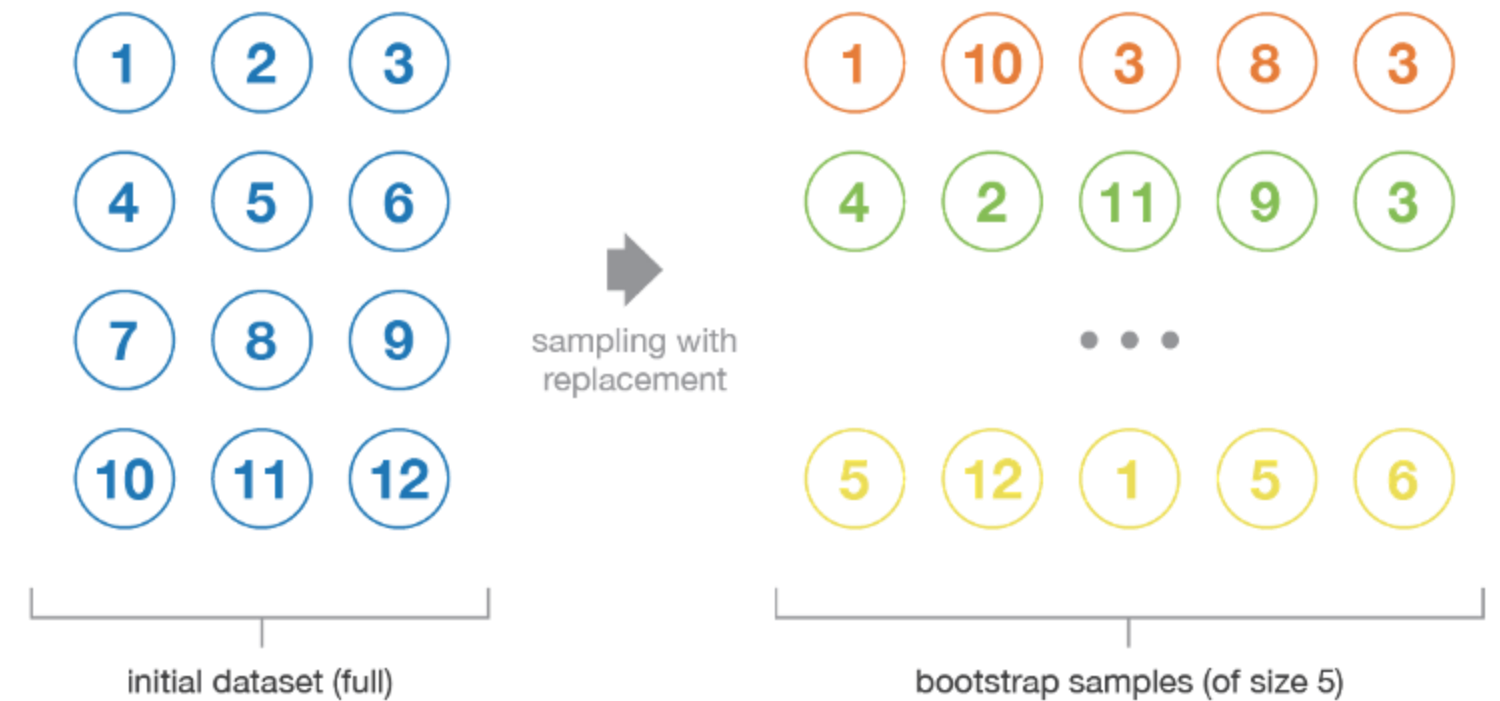 1 2 3
1 10 3 8 3
4 5 6
4 2 11 9 3
sampling with
replacement
7 8 9
10 11 12
5 12 1 5 6
initial dataset (full)
bootstrap samples (of size 5)